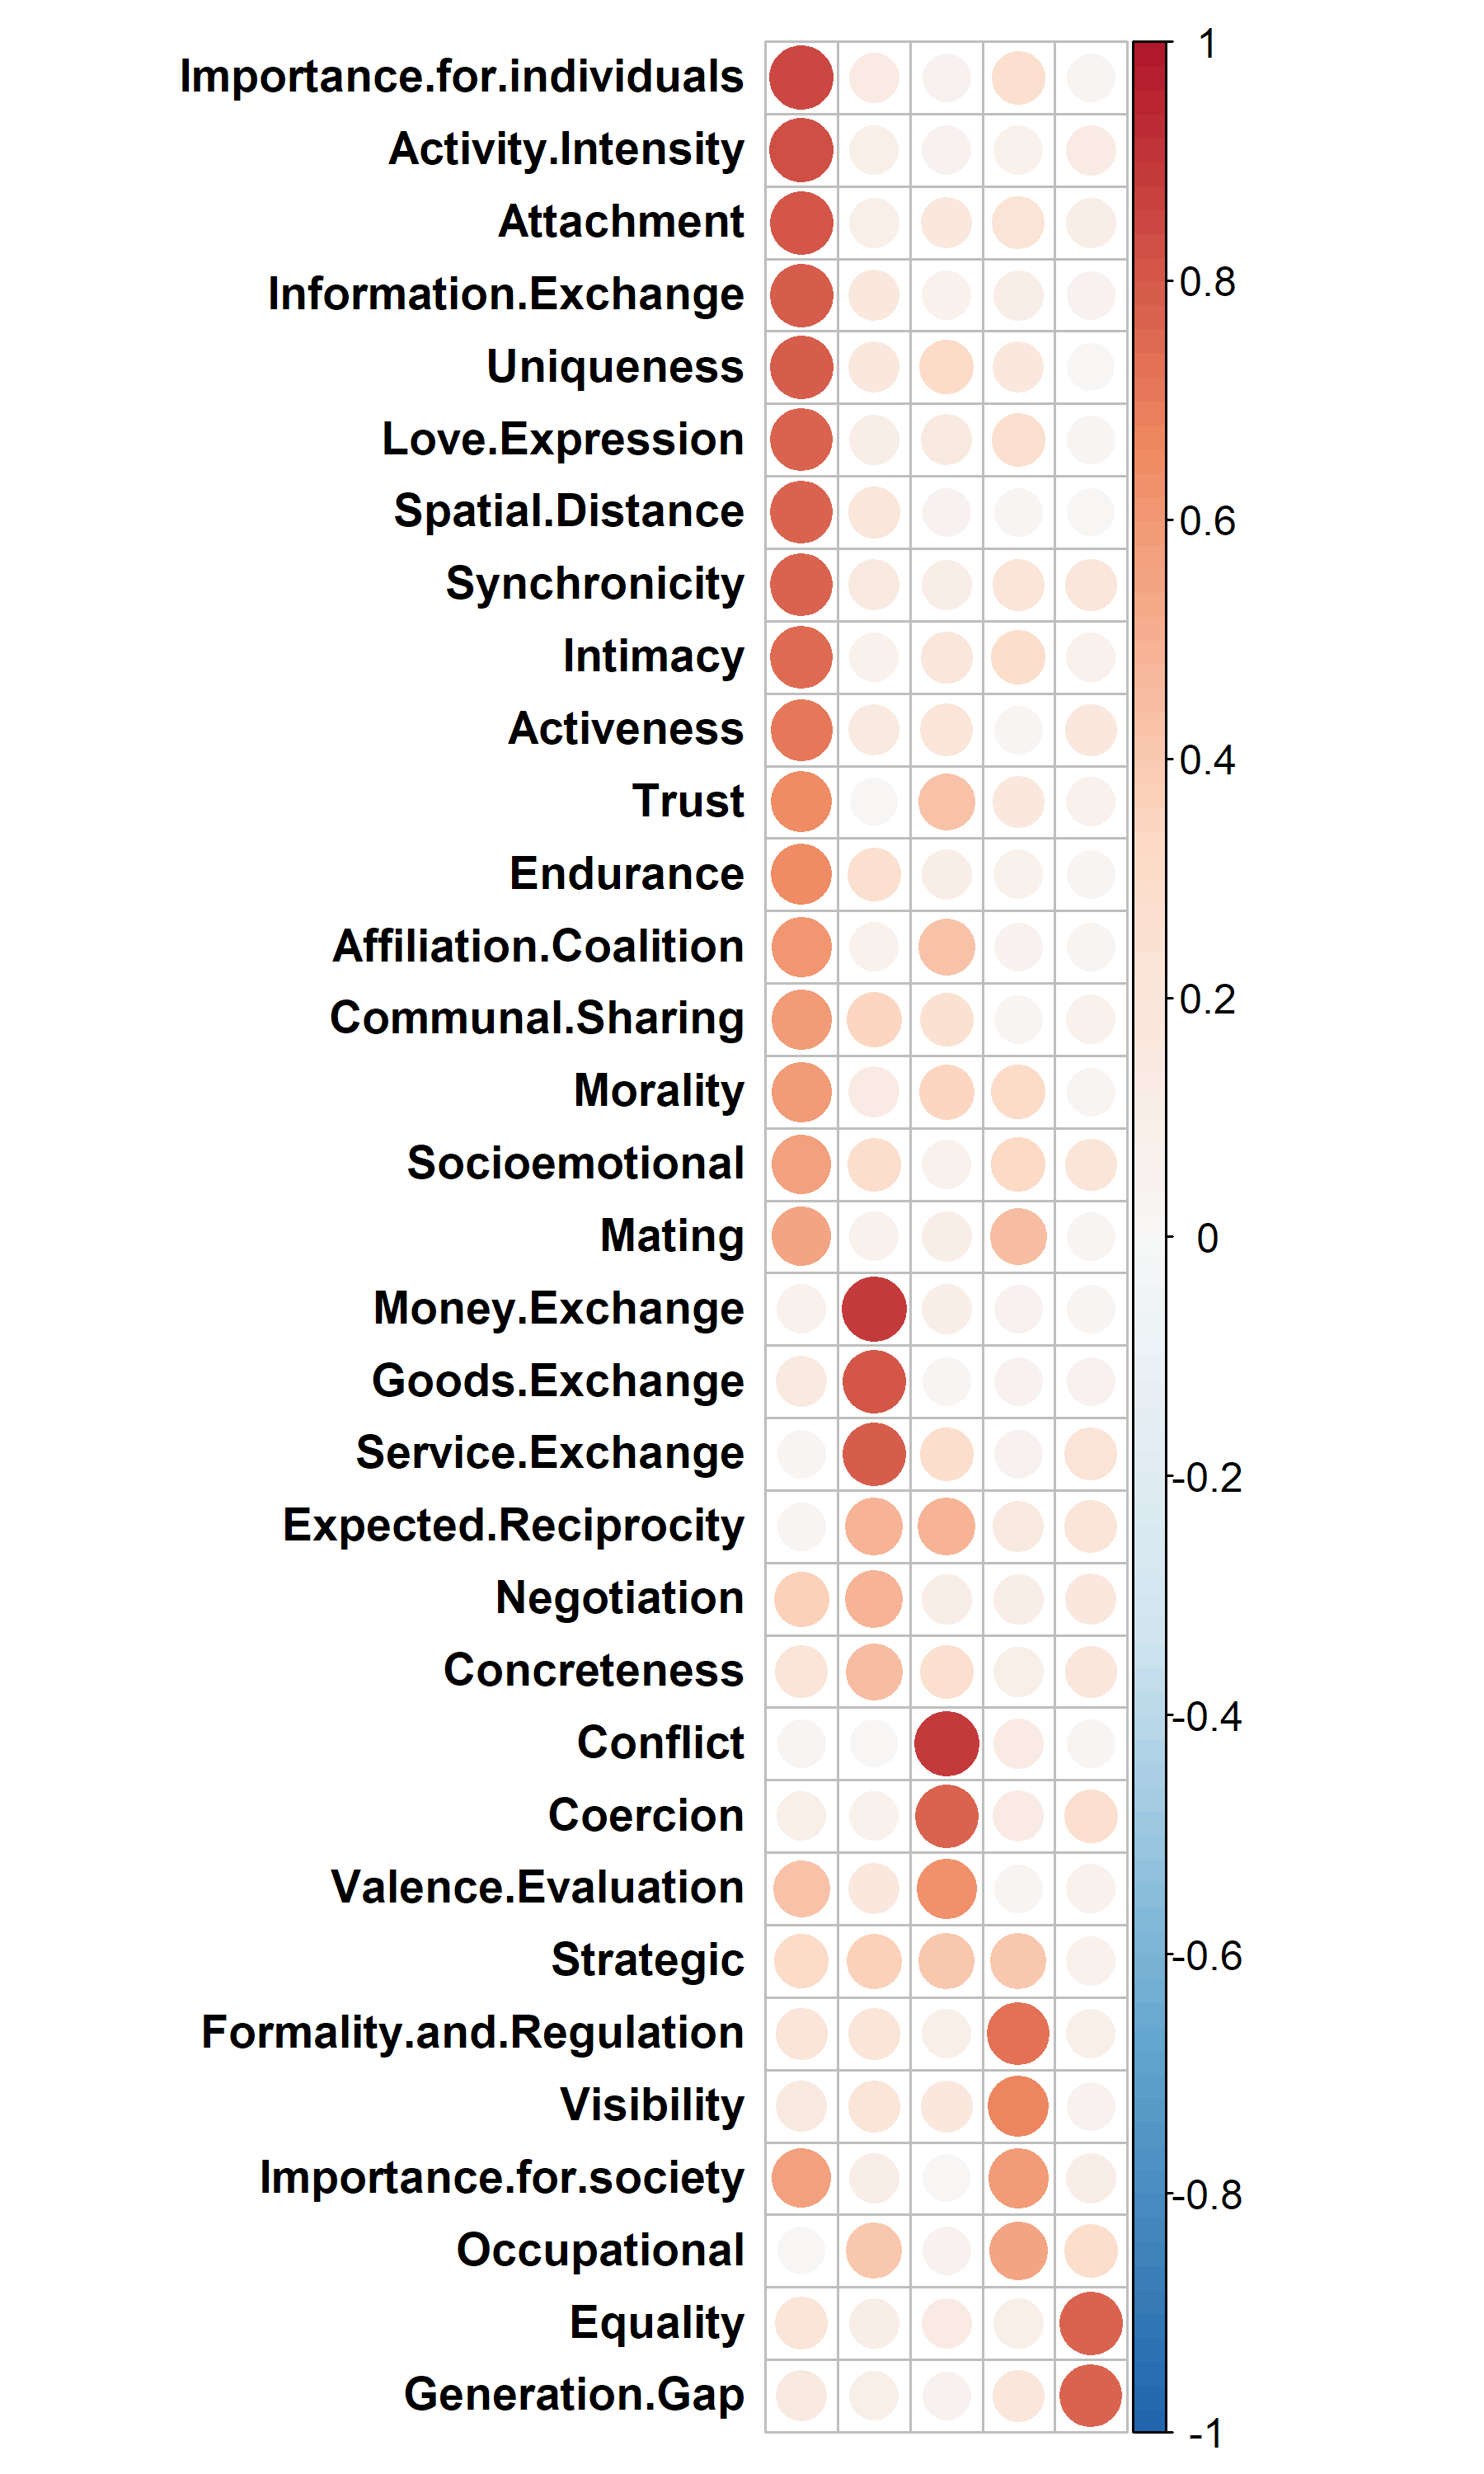 Importance.for.individuals
Activity.Intensity
Attachment
Information.Exchange
Uniqueness
Love.Expression
Spatial.Distance
Synchronicity
Intimacy
Activeness
Trust
Endurance
Affiliation.Coalition
Communal.Sharing
Morality
Socioemotional
Mating
Money.Exchange
Goods.Exchange
Service.Exchange
Expected.Reciprocity
Negotiation
Concreteness
Conflict
Coercion
Valence.Evaluation
Strategic
Formality.and.Regulation
Visibility
Importance.for.society
Occupational
Equality
Generation.Gap
1
0.8
0.6
0.4
0.2
0
-0.2
-0.4
-0.6
-0.8
-1